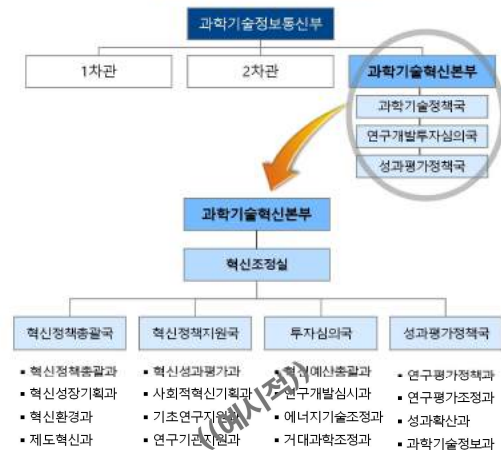 과학기술정보통신부
1차관
2차관
과학기술혁신본부
과학기술정책국
연구개발투자심의국
성과평가정책국
과학기술혁신본부
혁신조정실
혁신정책총괄국
혁신정책지원국
투자심의국
성과평가정책국
▪ 혁신정책총괄과
▪ 혁신성장기획과
▪ 혁신환경과
▪ 제도혁신과
▪ 혁신성과평가과
▪ 사회적혁신기획과
▪ 기초연구지원과
▪ 연구기관지원과
▪ 혁신예산총괄과
▪ 연구개발심시과
▪ 에너지기술조정과
▪ 거대과학조정과
▪ 연구평가정책과
▪ 연구평가조정과
▪ 성과확산과
▪ 과학기술정보과
((예시적))